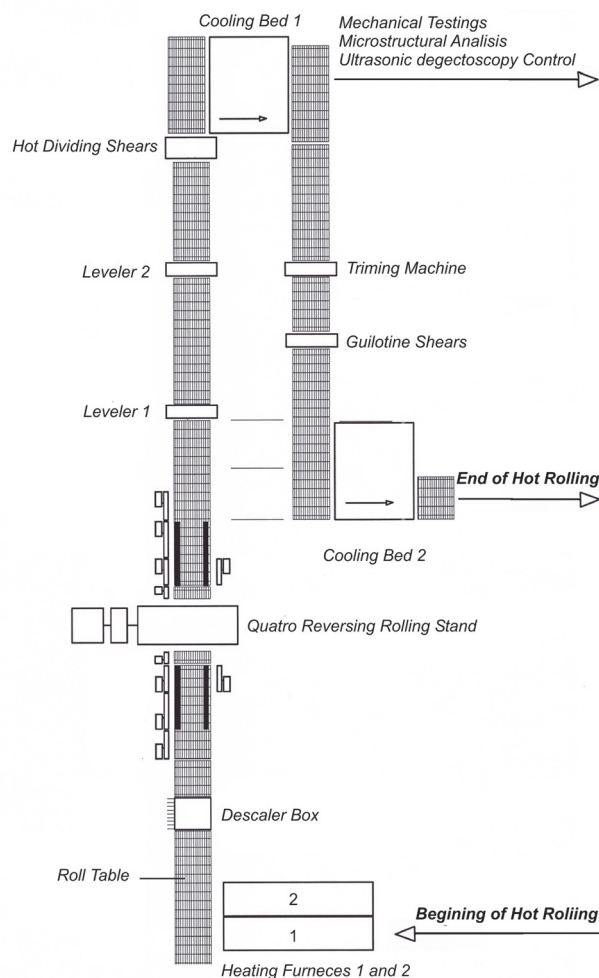 Cooling Bed 1
Mechanical Testings
Microstructural Analisis
Ultrasonic degectoscopy Control
Hot Dividing Shears
Leveler 2
Triming Machine
Guilotine Shears
Leveler 1
End of Hot Rolling
Cooling Bed 2
Quatro Reversing Rolling Stand
Descaler Box
Roll Table
2
1
Begining of Hot Roliing
Heating Furneces 1 and 2